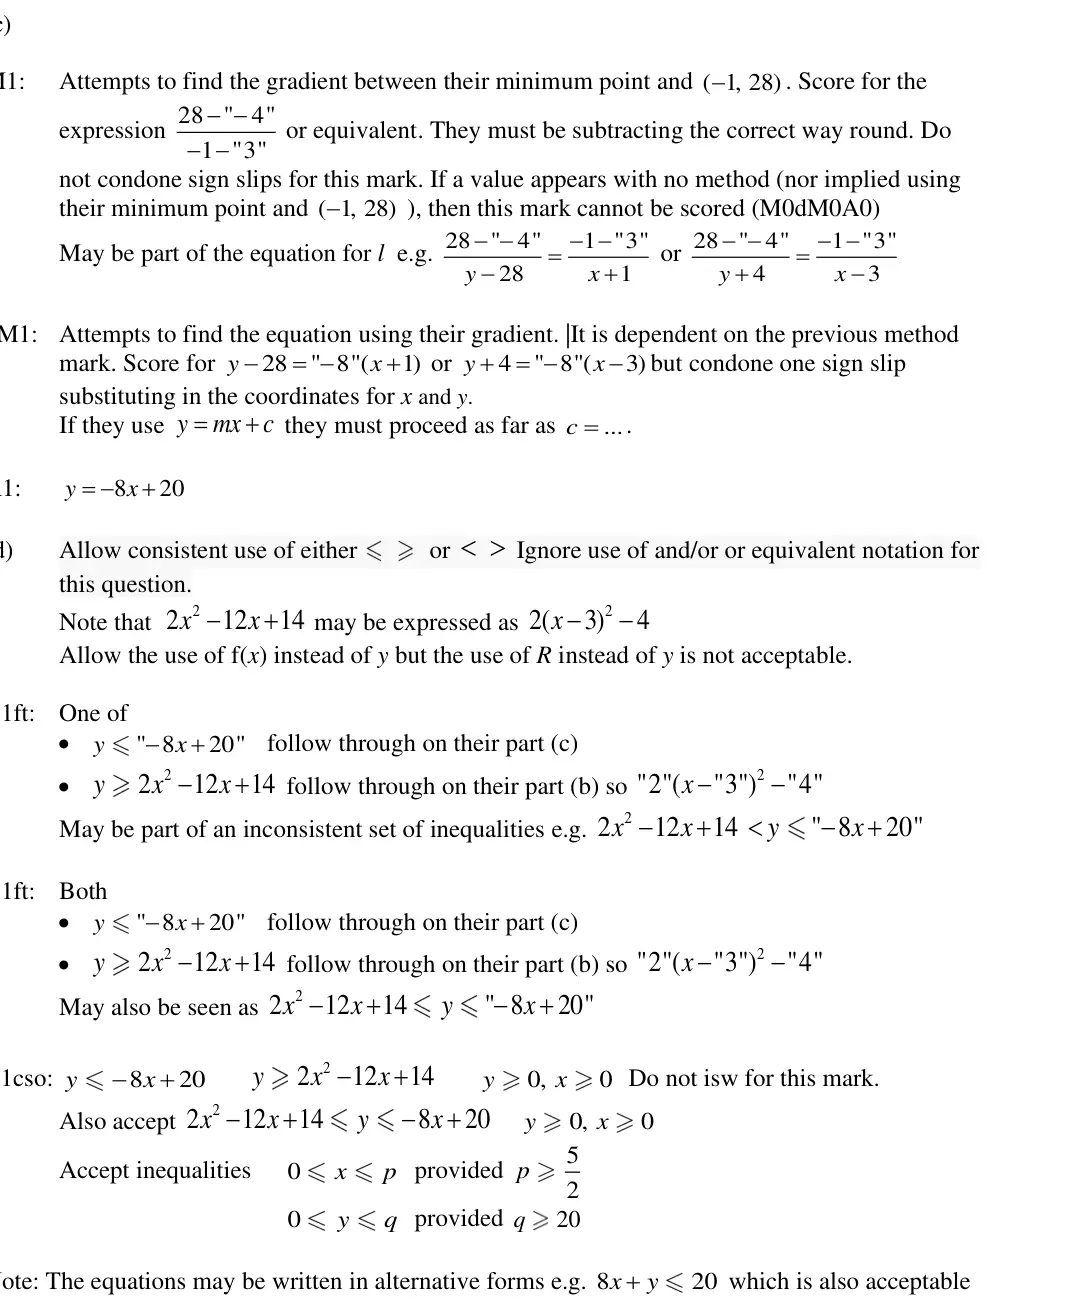 :)
I1: Attempts to find the gradient between their minimum point and (−1, 28). Score for the
expression (28−"−4")/(−1−"3") or equivalent. They must be subtracting the correct way round. Do
not condone sign slips for this mark. If a value appears with no method (nor implied using
their minimum point and (−1, 28) ), then this mark cannot be scored (M0dM0A0)
May be part of the equation for l e.g. (28−"−4")/(y−28) = (−1−"3")/(x+1) or (28−"−4")/(y+4) = (−1−"3")/(x−3)
M1: Attempts to find the equation using their gradient. |It is dependent on the previous method
mark. Score for y−28="−8"(x+1) or y+4="−8"(x−3) but condone one sign slip
substituting in the coordinates for x and y.
If they use y=mx+c they must proceed as far as c=....
1: y=−8x+20
l) Allow consistent use of either ⩽ ⩾ or < > Ignore use of and/or or equivalent notation for
this question.
Note that 2x²−12x+14 may be expressed as 2(x−3)²−4
Allow the use of f(x) instead of y but the use of R instead of y is not acceptable.
1ft: One of
• y⩽"−8x+20" follow through on their part (c)
• y⩾2x²−12x+14 follow through on their part (b) so "2"(x−"3")²−"4"
May be part of an inconsistent set of inequalities e.g. 2x²−12x+14<y⩽"−8x+20"
1ft: Both
• y⩽"−8x+20" follow through on their part (c)
• y⩾2x²−12x+14 follow through on their part (b) so "2"(x−"3")²−"4"
May also be seen as 2x²−12x+14⩽y⩽"−8x+20"
1cso: y⩽−8x+20 y⩾2x²−12x+14 y⩾0, x⩾0 Do not isw for this mark.
Also accept 2x²−12x+14⩽y⩽−8x+20 y⩾0, x⩾0
Accept inequalities 0⩽x⩽p provided p⩾5/2
0⩽y⩽q provided q⩾20
ote: The equations may be written in alternative forms e.g. 8x+y⩽20 which is also acceptable